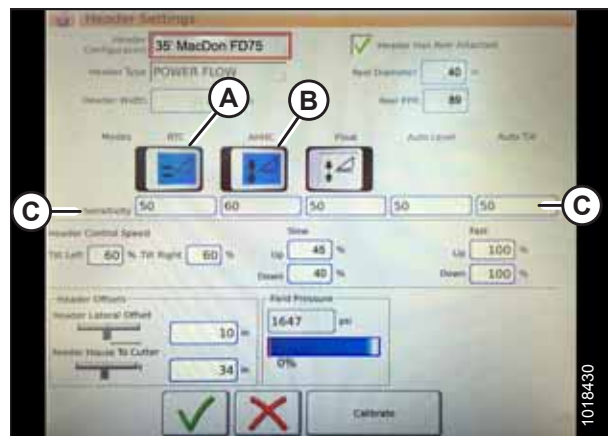 Header Settings
Header Configuration 35' MacDon FD75 Header Has Reel Attached
Header Type POWER FLOW Reel Diameter 40 in
Header Width Reel PPR 89
A B
Modes RTC AHHC Float Auto Level Auto Tilt
C Sensitivity 50 60 50 50 50 C
Header Control Speed Slow Fast
Tilt Left 60 % Tilt Right 60 % Up 45 % Up 100 %
Down 40 % Down 100 %
Header Offsets Field Pressure
Header Lateral Offset 1647 psi
10 in
Feeder House To Cutter 0%
34 in
Calibrate
1018430